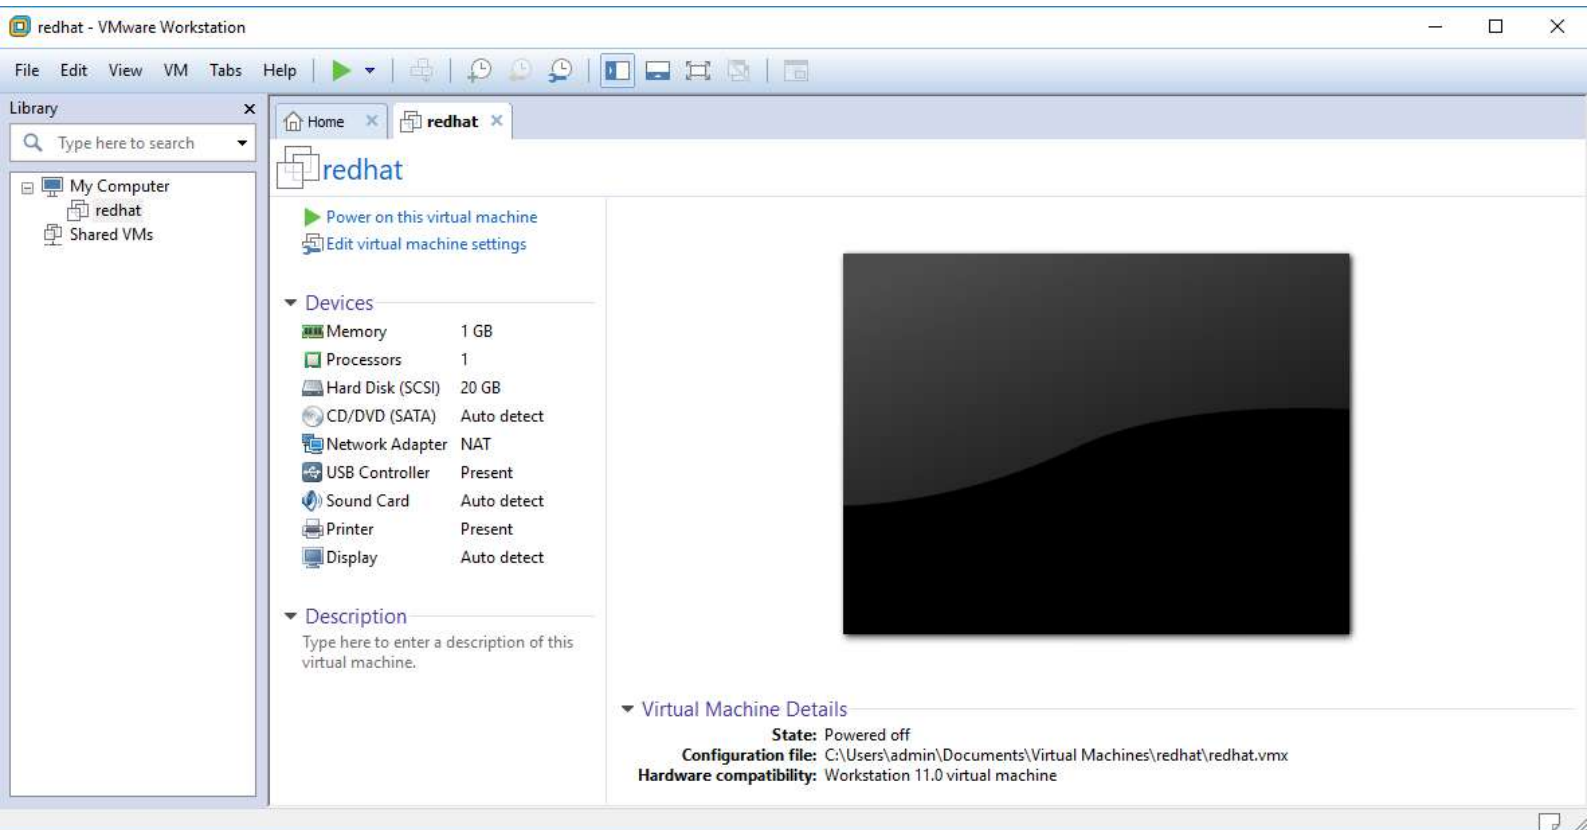 redhat - VMware Workstation
File Edit View VM Tabs Help
Library
Type here to search
My Computer
redhat
Shared VMs
Home redhat
redhat
Power on this virtual machine
Edit virtual machine settings
Devices
Memory 1 GB
Processors 1
Hard Disk (SCSI) 20 GB
CD/DVD (SATA) Auto detect
Network Adapter NAT
USB Controller Present
Sound Card Auto detect
Printer Present
Display Auto detect
Description
Type here to enter a description of this
virtual machine.
Virtual Machine Details
State: Powered off
Configuration file: C:\Users\admin\Documents\Virtual Machines\redhat\redhat.vmx
Hardware compatibility: Workstation 11.0 virtual machine